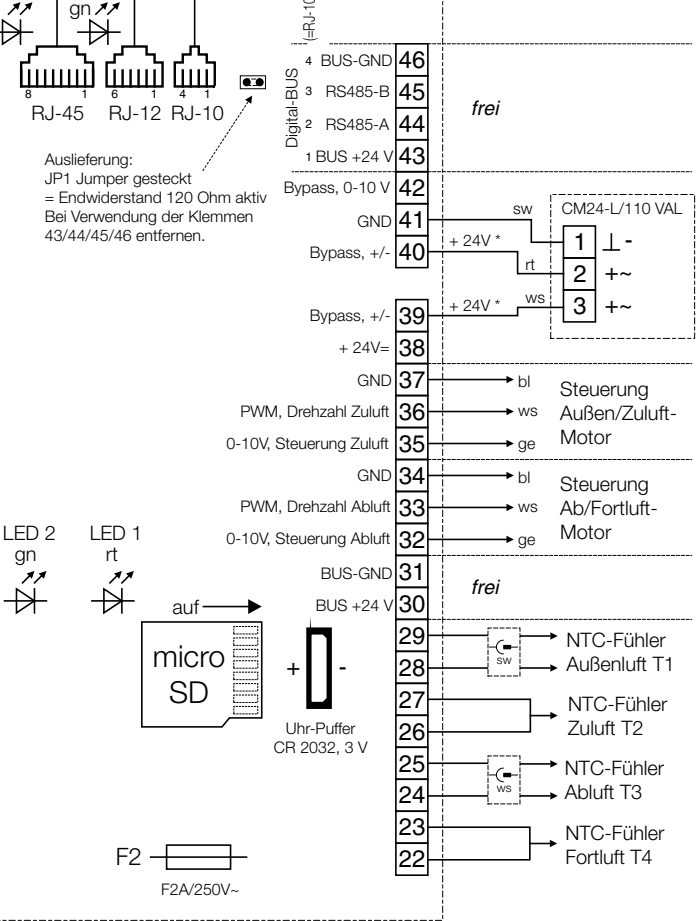 gn
8 1
6 1
4 1
RJ-45 RJ-12 RJ-10
Auslieferung:
JP1 Jumper gesteckt
= Endwiderstand 120 Ohm aktiv
Bei Verwendung der Klemmen
43/44/45/46 entfernen.
(=RJ-10
Digital-BUS
4 BUS-GND 46
3 RS485-B 45
2 RS485-A 44
1 BUS +24 V 43
frei
Bypass, 0-10 V 42
GND 41
Bypass, +/- 40
sw
+ 24V *
rt
CM24-L/110 VAL
1 ⊥ -
2 +~
3 +~
Bypass, +/- 39
+ 24V *
ws
+ 24V= 38
GND 37 bl
PWM, Drehzahl Zuluft 36 ws
0-10V, Steuerung Zuluft 35 ge
Steuerung
Außen/Zuluft-
Motor
GND 34 bl
PWM, Drehzahl Abluft 33 ws
0-10V, Steuerung Abluft 32 ge
Steuerung
Ab/Fortluft-
Motor
BUS-GND 31
BUS +24 V 30
frei
LED 2
gn
LED 1
rt
auf
micro
SD
+ -
Uhr-Puffer
CR 2032, 3 V
29
28
sw
NTC-Fühler
Außenluft T1
27
26
NTC-Fühler
Zuluft T2
25
24
ws
NTC-Fühler
Abluft T3
23
22
NTC-Fühler
Fortluft T4
F2
F2A/250V~